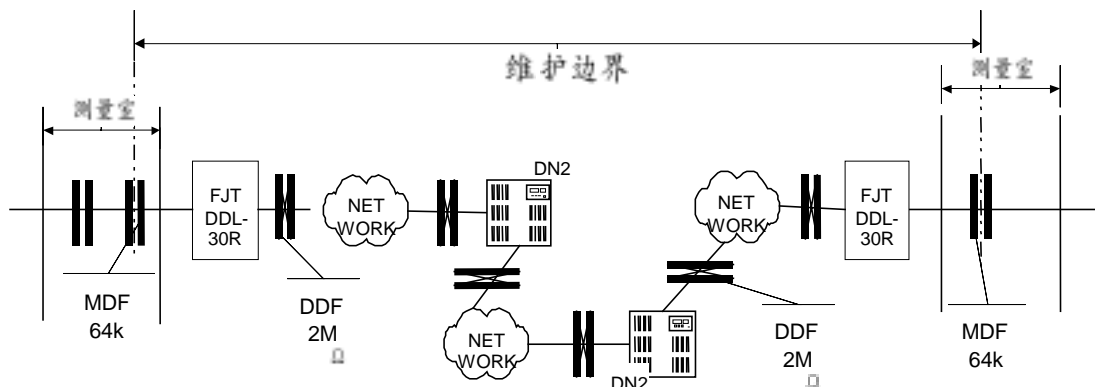 维护边界
测量室
测量室
DN2
FJT
DDL-
30R
NET
WORK
NET
WORK
FJT
DDL-
30R
MDF
64k
DDF
2M
NET
WORK
DN2
DDF
2M
MDF
64k